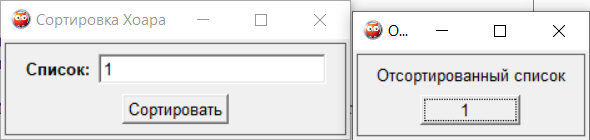 Сортировка Хоара
Список: 1
Сортировать
О...
Отсортированный список
1